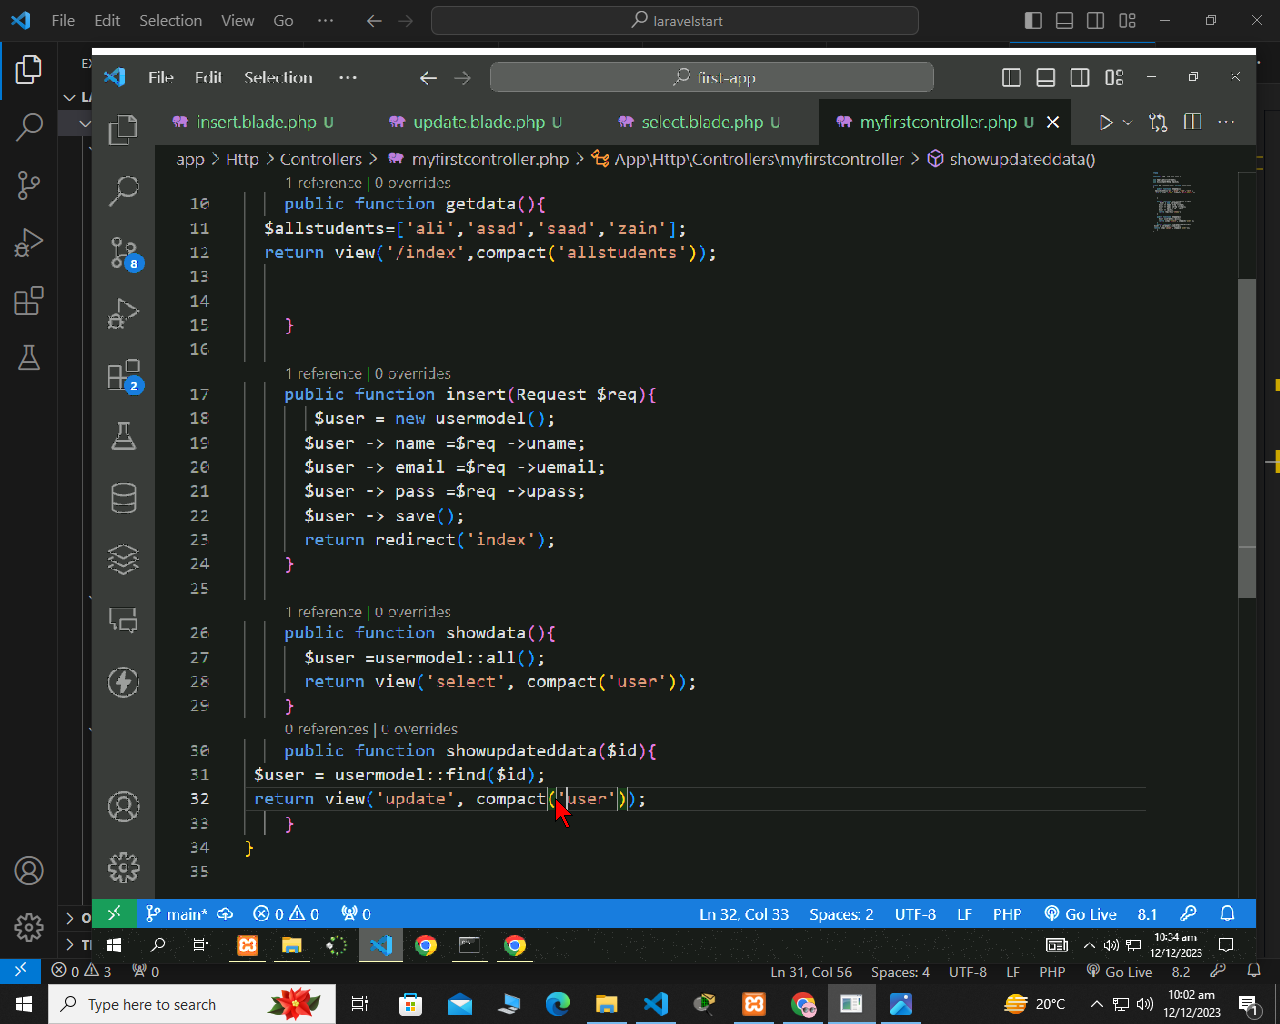 File Edit Selection View Go ··· laravelstart
EX
LA
File Edit Selection ··· first-app
insert.blade.php U update.blade.php U select.blade.php U myfirstcontroller.php U
app > Http > Controllers > myfirstcontroller.php > App\Http\Controllers\myfirstcontroller > showupdateddata()
1 reference | 0 overrides
10 public function getdata(){
11 $allstudents=['ali','asad','saad','zain'];
12 return view('/index',compact('allstudents'));
13
14
15 }
16
1 reference | 0 overrides
17 public function insert(Request $req){
18 $user = new usermodel();
19 $user -> name =$req ->uname;
20 $user -> email =$req ->uemail;
21 $user -> pass =$req ->upass;
22 $user -> save();
23 return redirect('index');
24 }
25
1 reference | 0 overrides
26 public function showdata(){
27 $user =usermodel::all();
28 return view('select', compact('user'));
29 }
0 references | 0 overrides
30 public function showupdateddata($id){
31 $user = usermodel::find($id);
32 return view('update', compact('user'));
33 }
34 }
35
8
2
main* 0 0 0 Ln 32, Col 33 Spaces: 2 UTF-8 LF PHP Go Live 8.1
O
TI
10:34 am
12/12/2023
0 3 0 Ln 31, Col 56 Spaces: 4 UTF-8 LF PHP Go Live 8.2
Type here to search 20°C
10:02 am
12/12/2023
1